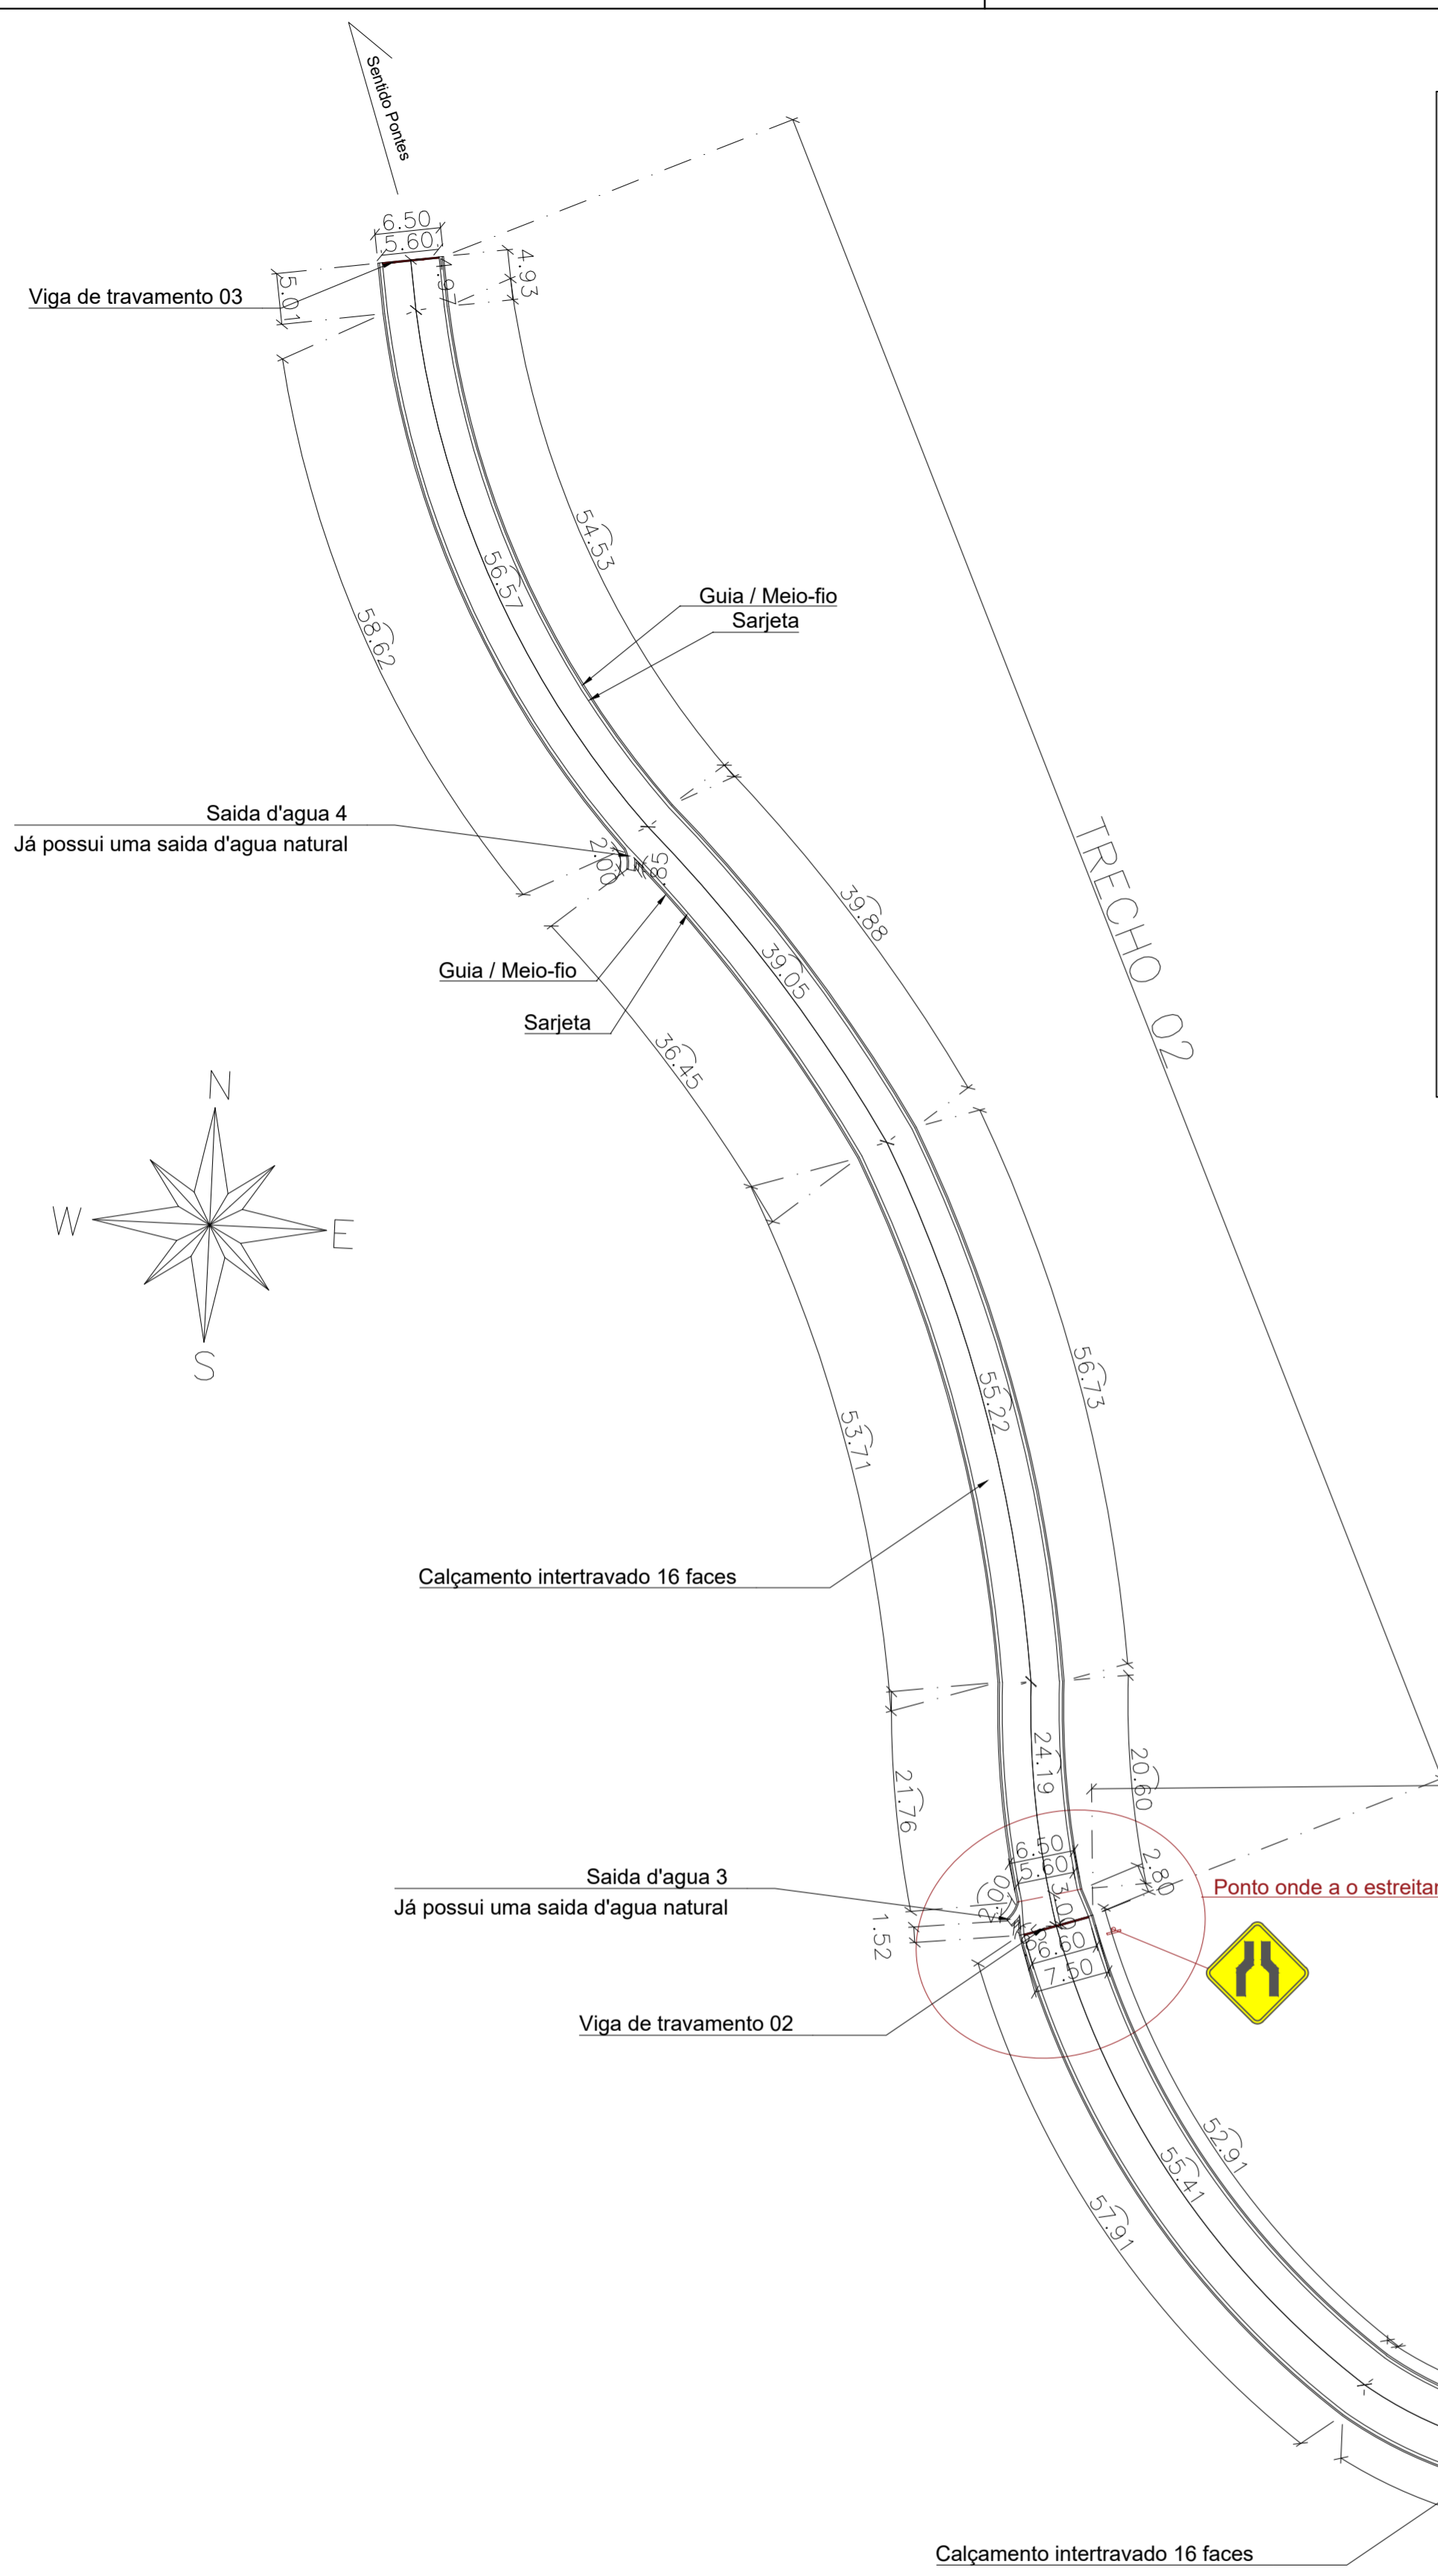 Sentido Pontes
6.50
5.60
4.93
5.01
4.97
Viga de travamento 03
54.53
56.57
58.62
Guia / Meio-fio
Sarjeta
Saida d'agua 4
Já possui uma saida d'agua natural
2.00
TRECHO 02
39.88
39.05
Guia / Meio-fio
Sarjeta
36.45
N
W
E
S
56.73
55.22
53.71
Calçamento intertravado 16 faces
24.19
20.60
21.76
6.50
5.60
2.80
Saida d'agua 3
Já possui uma saida d'agua natural
2.00
3.00
Ponto onde a o estreitar
1.52
6.60
7.50
Viga de travamento 02
52.91
55.41
57.91
Calçamento intertravado 16 faces